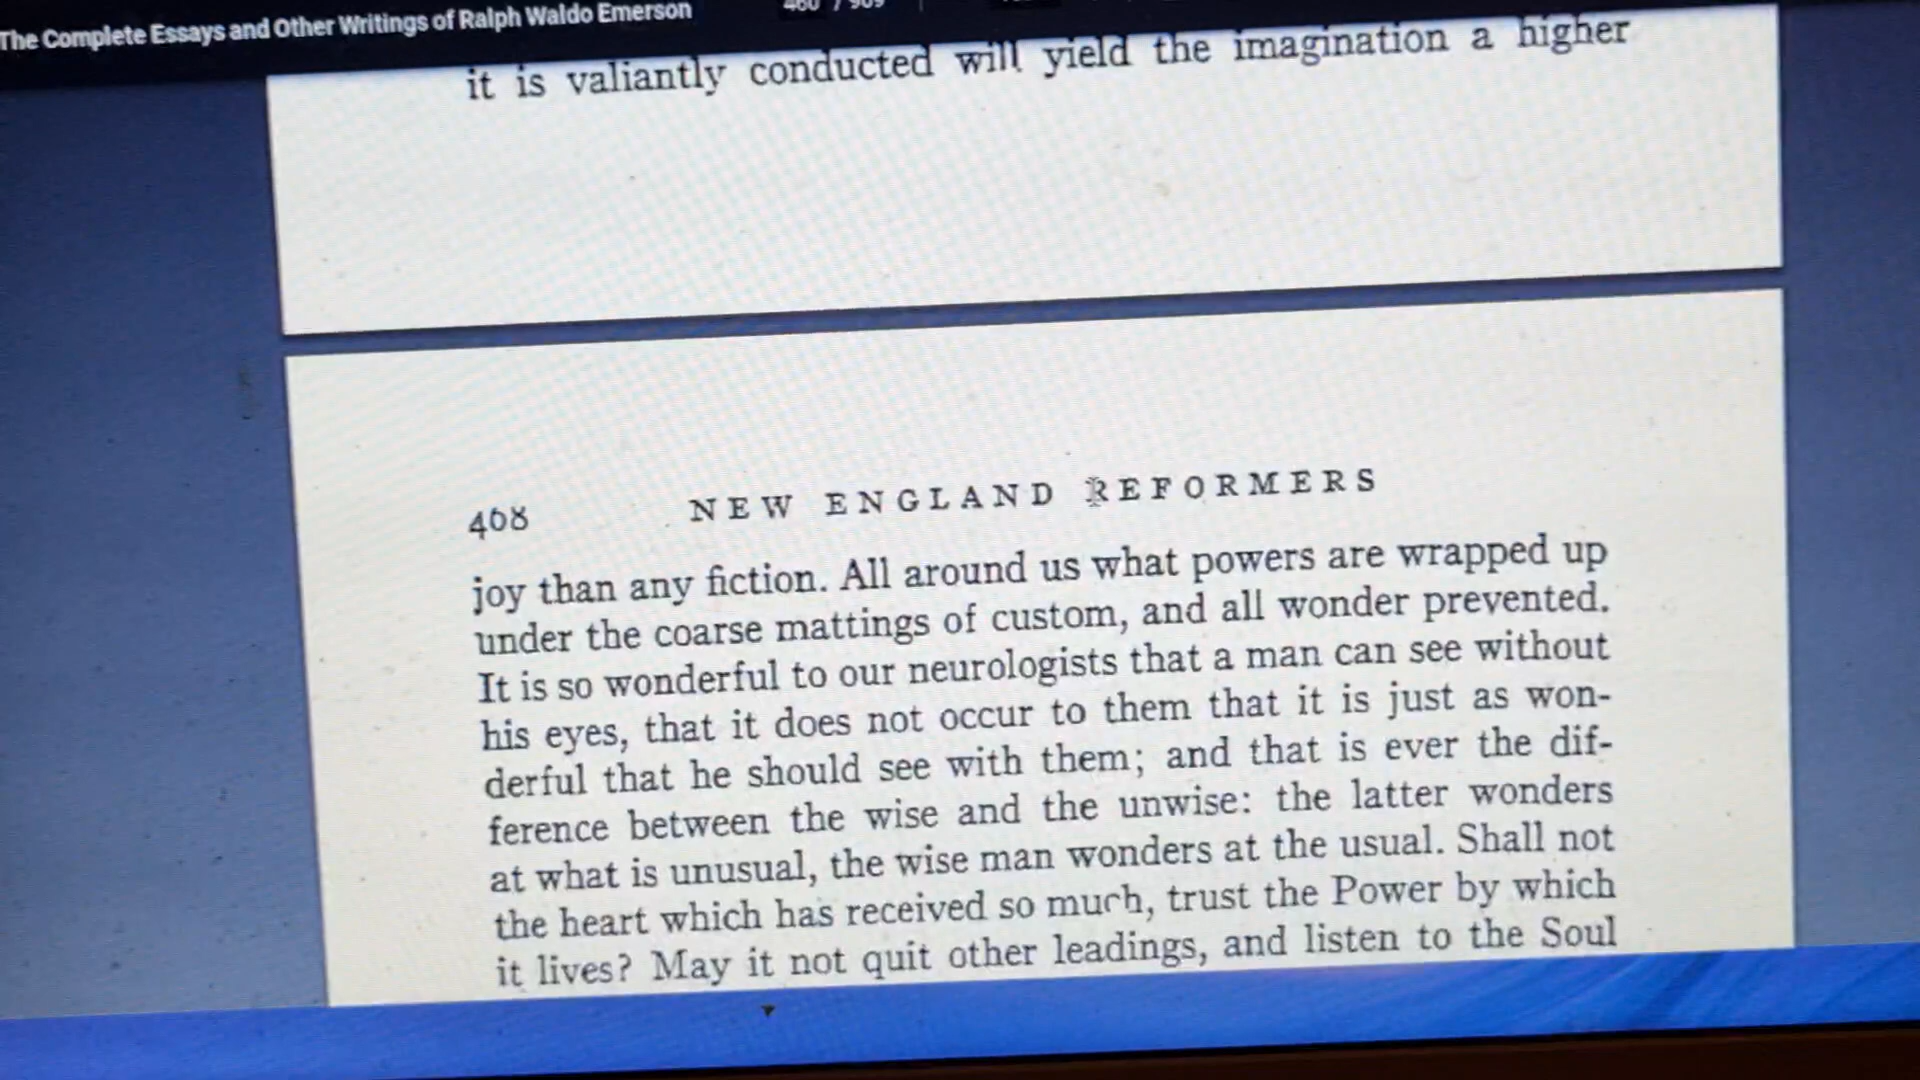 The Complete Essays and Other Writings of Ralph Waldo Emerson
it is valiantly conducted will yield the imagination a higher
468 NEW ENGLAND REFORMERS
joy than any fiction. All around us what powers are wrapped up
under the coarse mattings of custom, and all wonder prevented.
It is so wonderful to our neurologists that a man can see without
his eyes, that it does not occur to them that it is just as won-
derful that he should see with them; and that is ever the dif-
ference between the wise and the unwise: the latter wonders
at what is unusual, the wise man wonders at the usual. Shall not
the heart which has received so much, trust the Power by which
it lives? May it not quit other leadings, and listen to the Soul